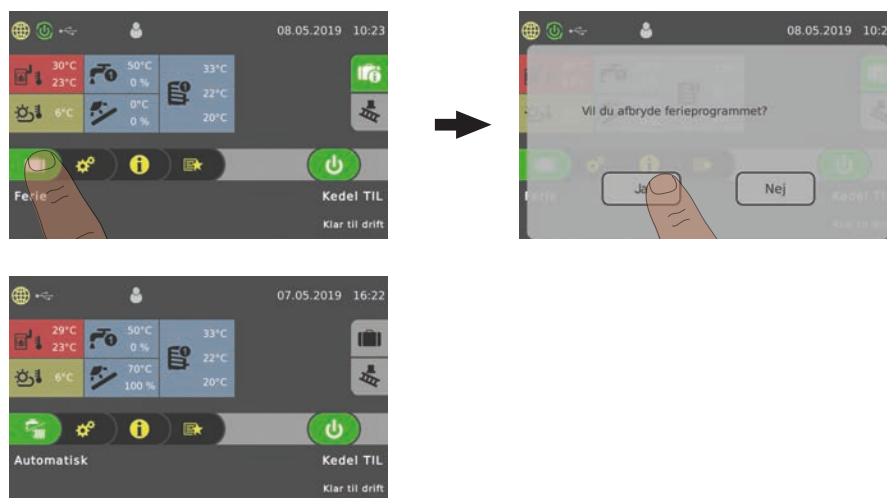 08.05.2019 10:23
30°C
23°C
50°C
0 %
33°C
22°C
20°C
6°C
0°C
0 %
Ferie
Kedel TIL
Klar til drift
08.05.2019
Vil du afbryde ferieprogrammet?
Ja
Nej
07.05.2019 16:22
29°C
23°C
50°C
0 %
33°C
22°C
20°C
6°C
70°C
100 %
Automatisk
Kedel TIL
Klar til drift